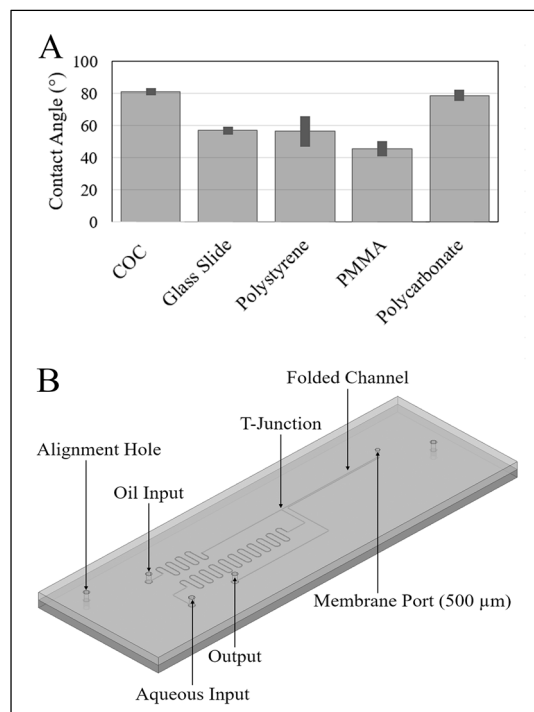 A
Contact Angle (°)
100
80
60
40
20
0
COC
Glass Slide
Polystyrene
PMMA
Polycarbonate
B
Folded Channel
T-Junction
Alignment Hole
Oil Input
Membrane Port (500 µm)
Output
Aqueous Input